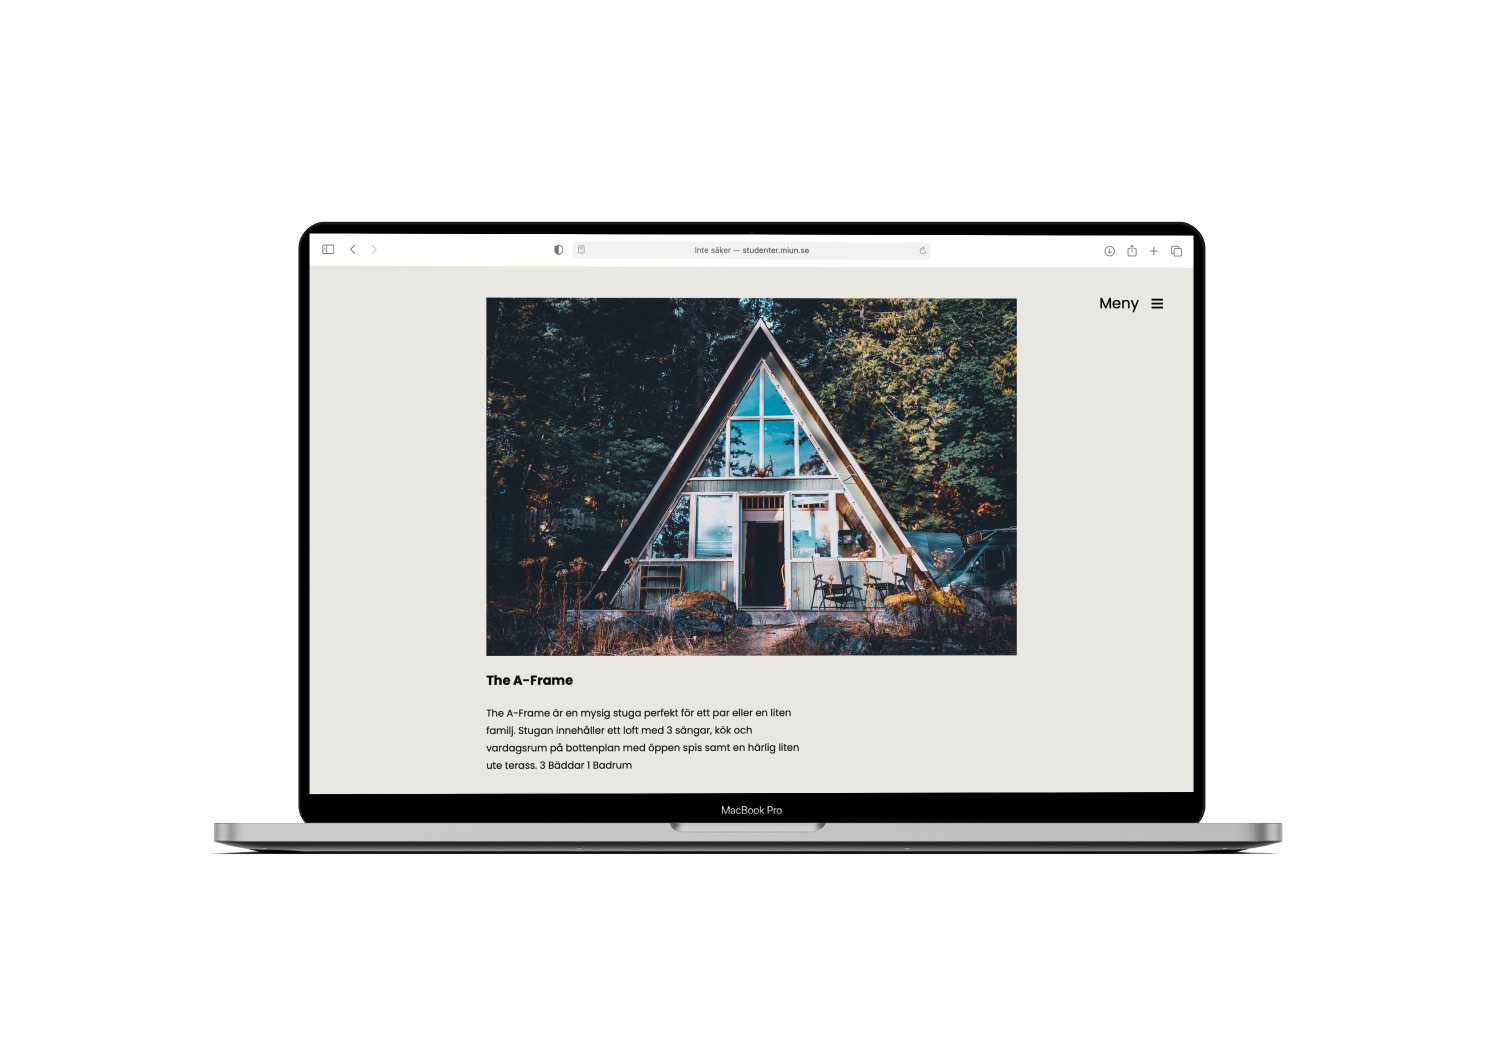 Inte säker — studenter.miun.se
Meny
The A-Frame
The A-Frame är en mysig stuga perfekt för ett par eller en liten
familj. Stugan innehåller ett loft med 3 sängar, kök och
vardagsrum på bottenplan med öppen spis samt en härlig liten
ute terass. 3 Bäddar 1 Badrum
MacBook Pro